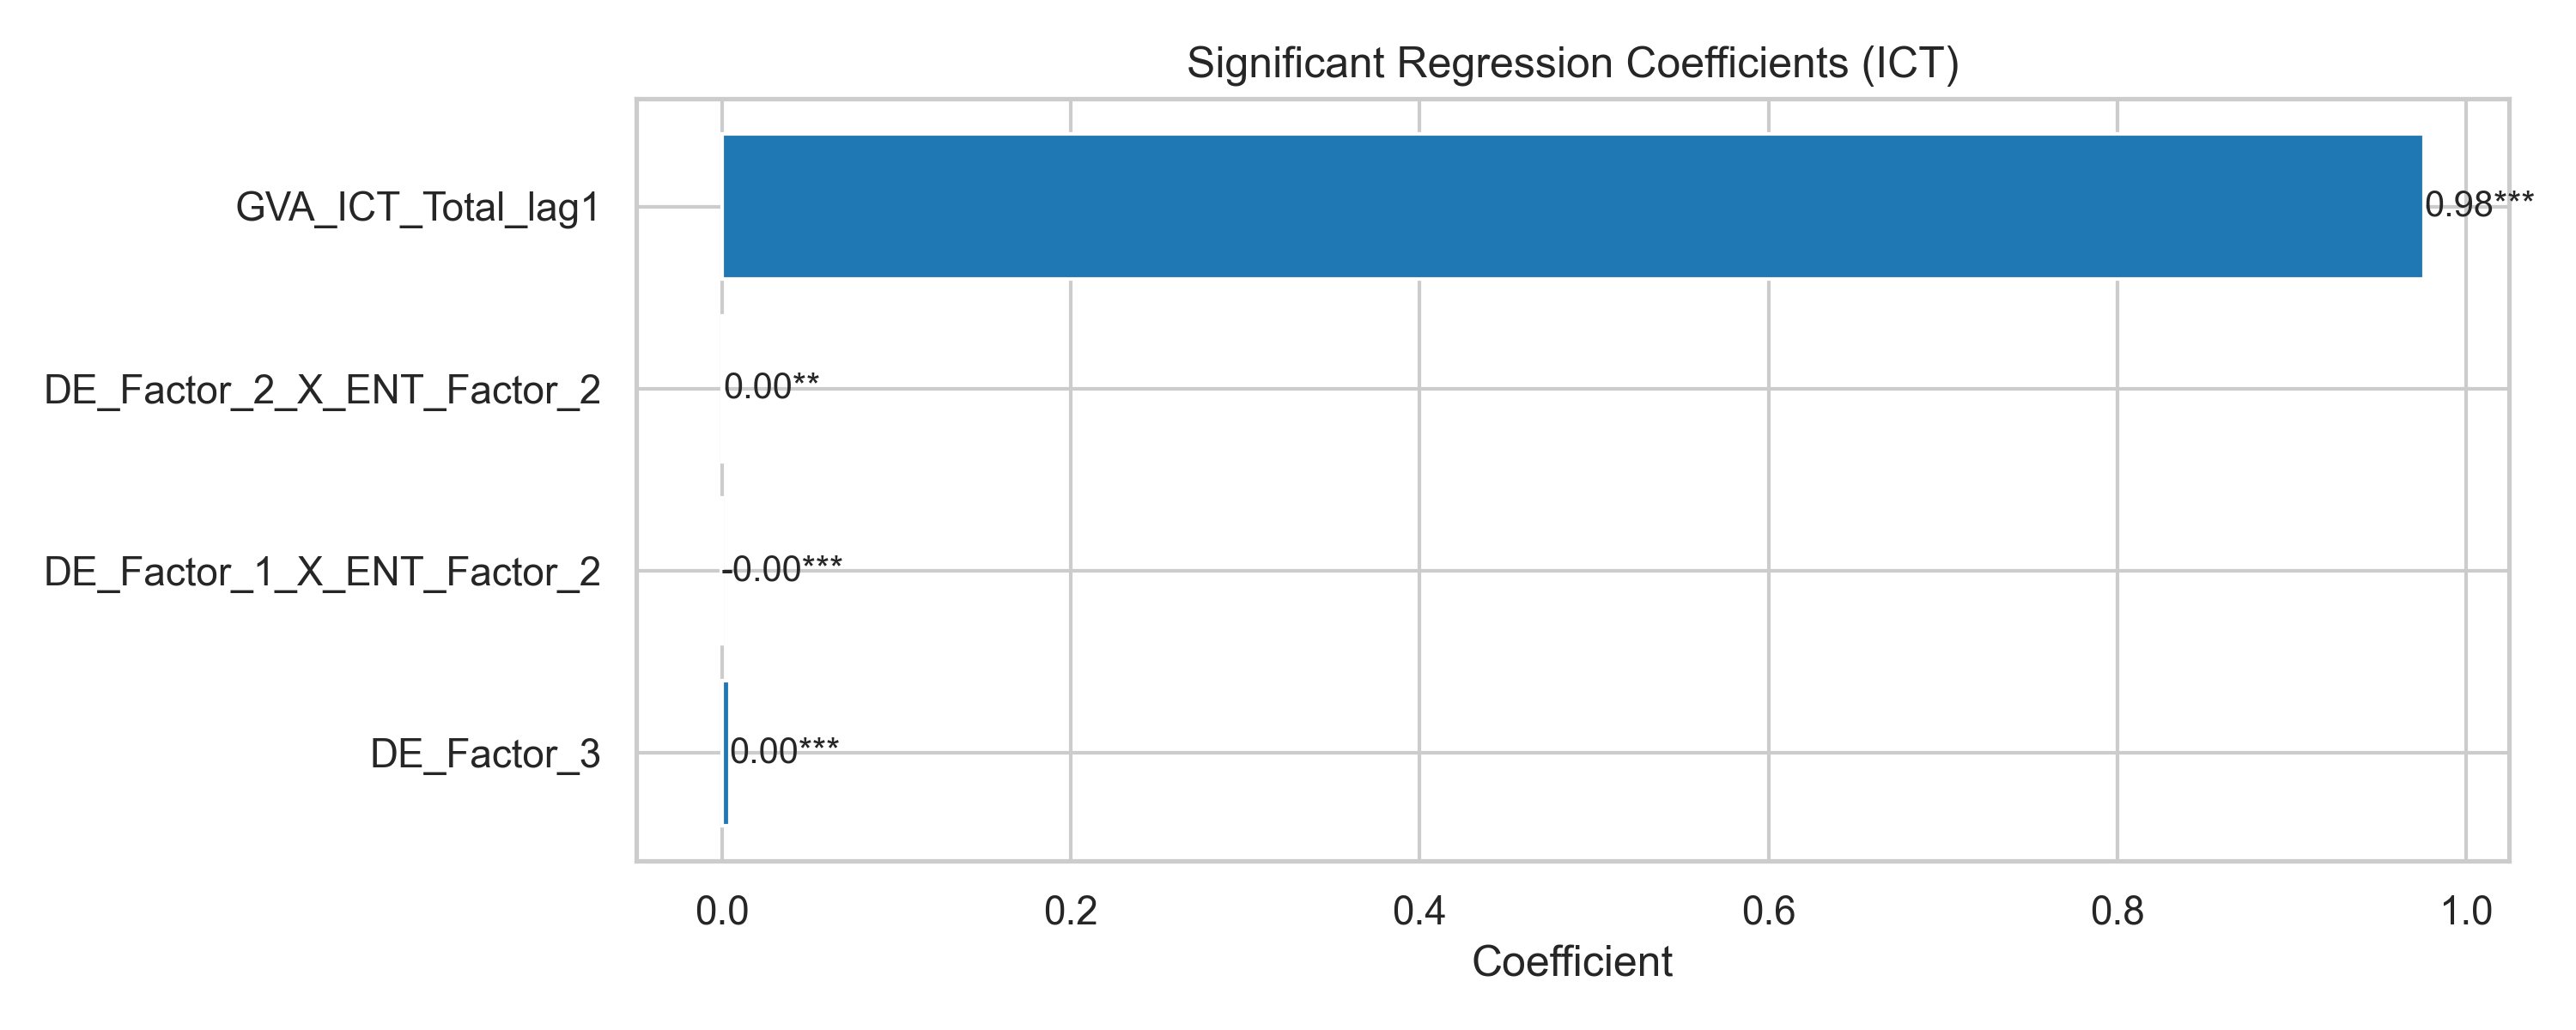 Significant Regression Coefficients (ICT)
GVA_ICT_Total_lag1
0.98***
DE_Factor_2_X_ENT_Factor_2
0.00**
DE_Factor_1_X_ENT_Factor_2
-0.00***
DE_Factor_3
0.00***
0.0 0.2 0.4 0.6 0.8 1.0
Coefficient